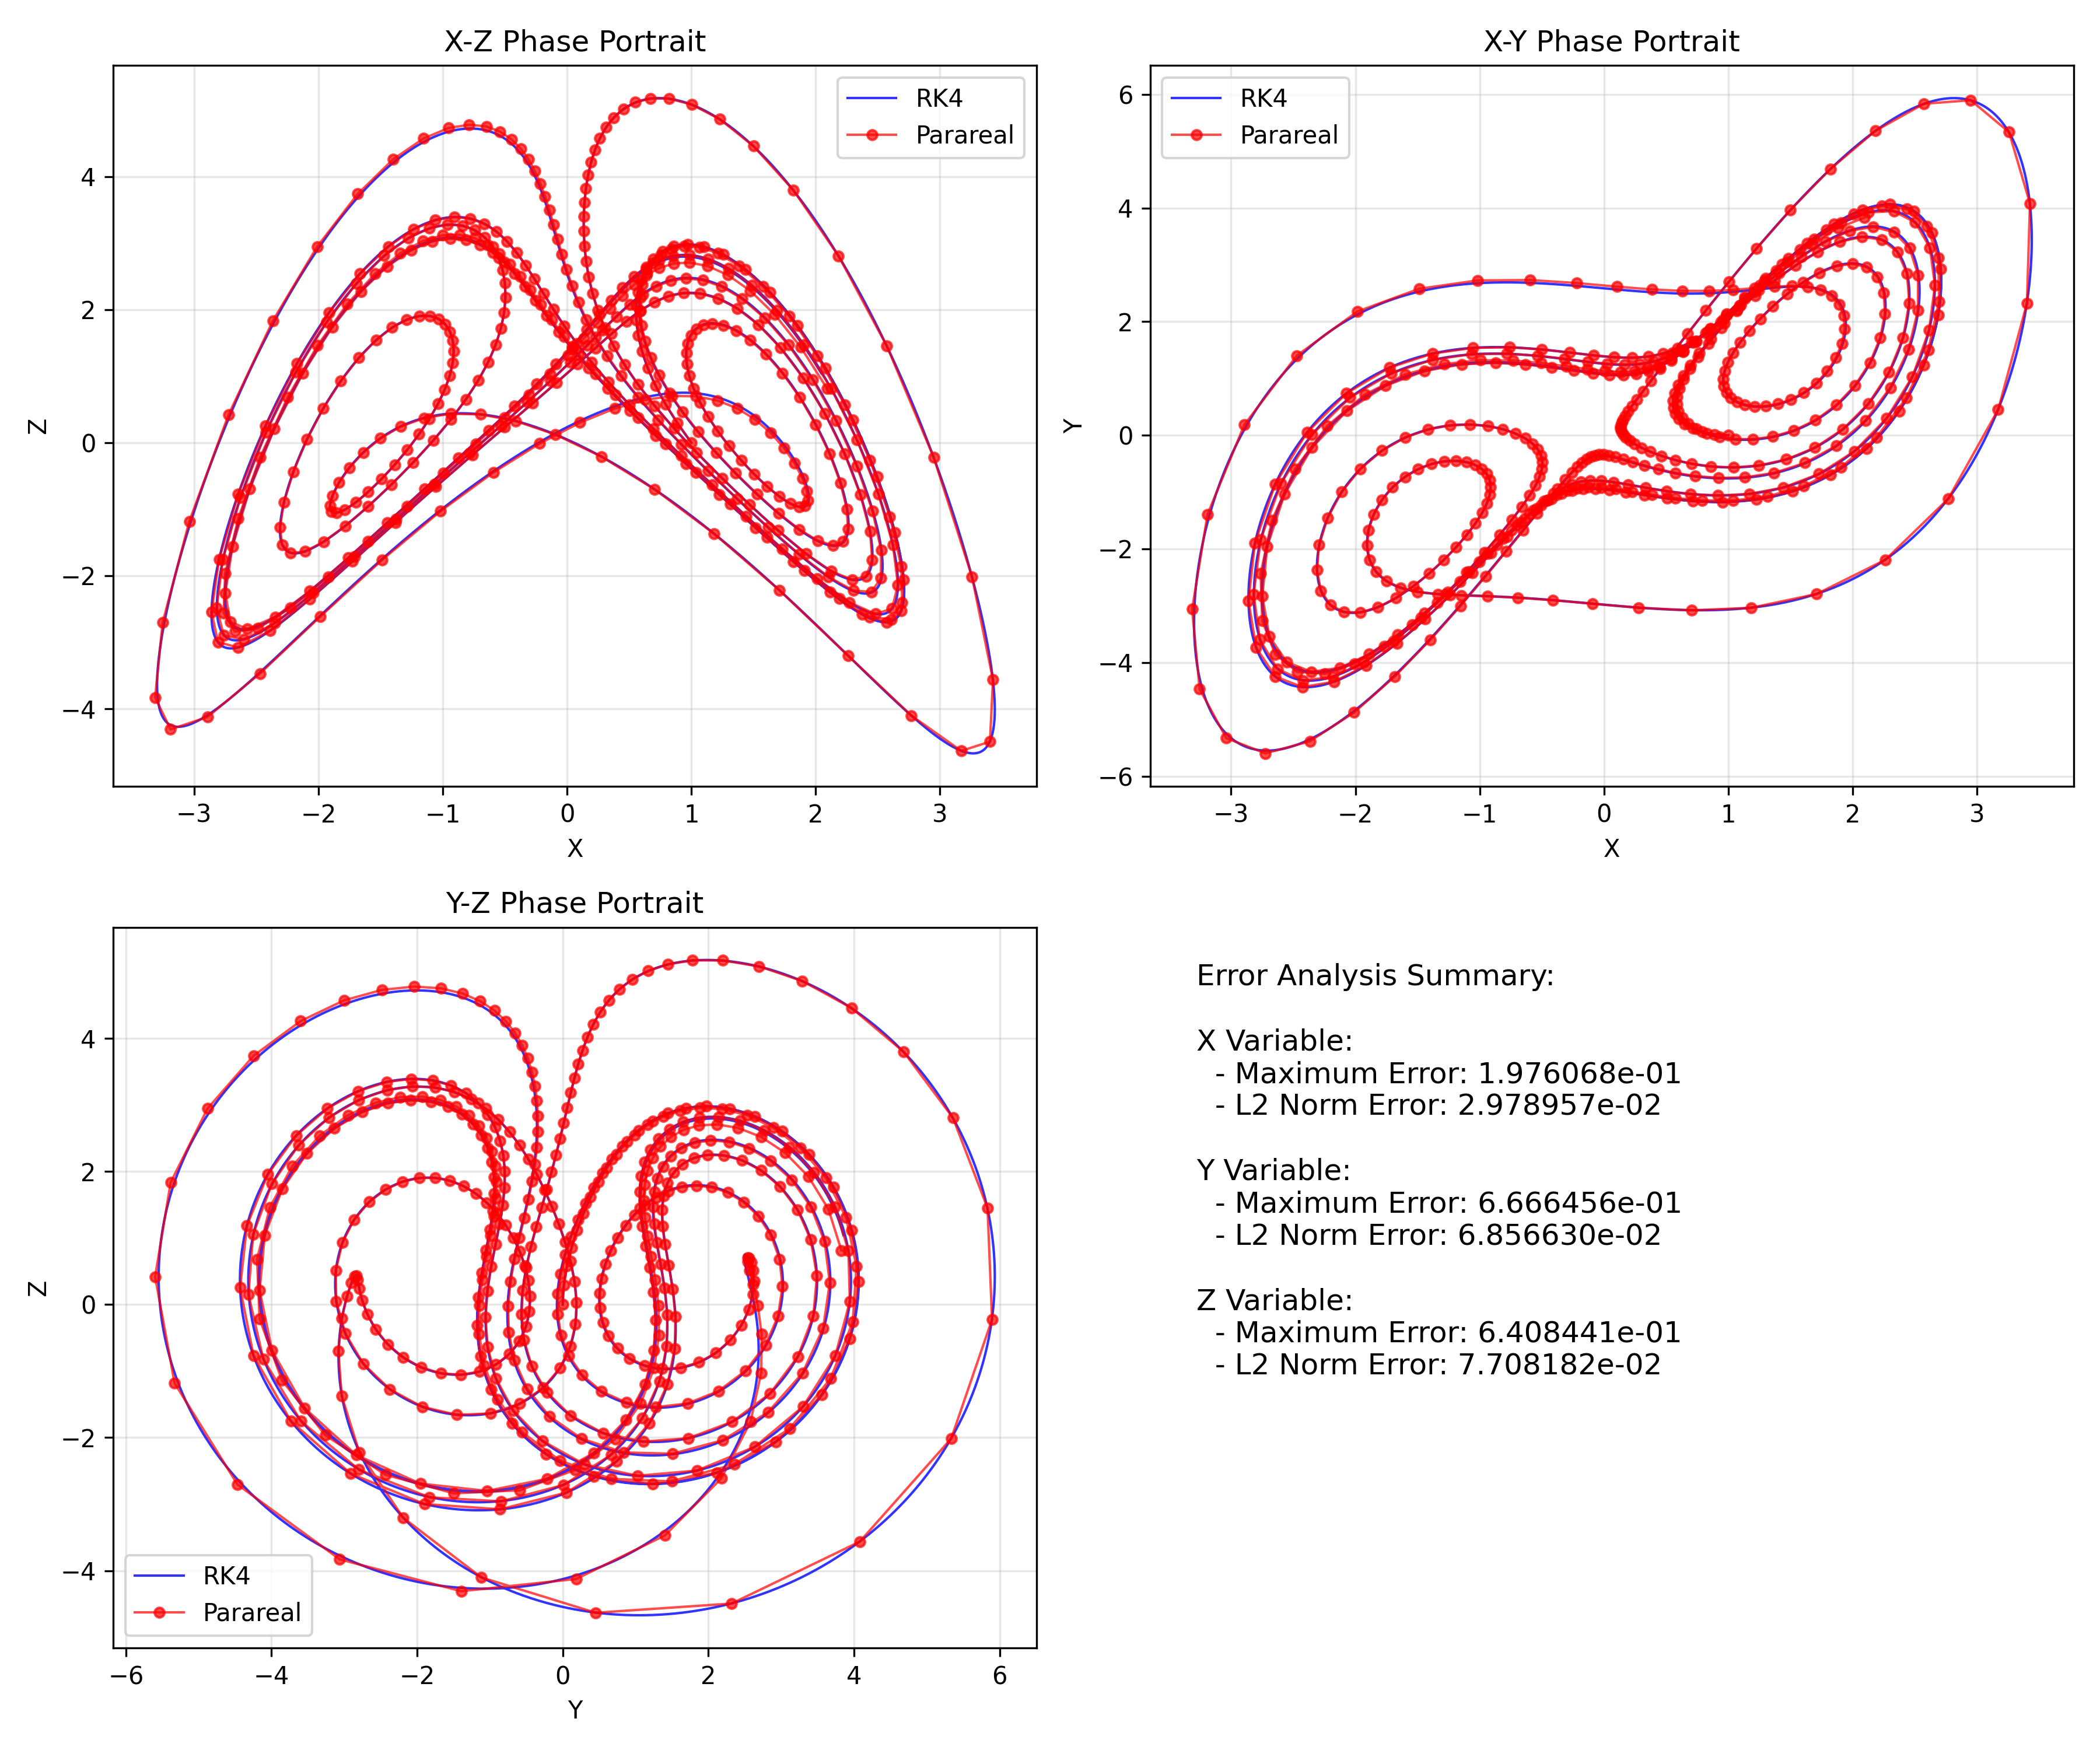 X-Z Phase Portrait
RK4
Parareal
4
2
0
−2
−4
Z
−3
−2
−1
0
1
2
3
X
X-Y Phase Portrait
RK4
Parareal
6
4
2
0
−2
−4
−6
Y
−3
−2
−1
0
1
2
3
X
Y-Z Phase Portrait
4
2
0
−2
−4
Z
RK4
Parareal
−6
−4
−2
0
2
4
6
Y
Error Analysis Summary:
X Variable:
- Maximum Error: 1.976068e-01
- L2 Norm Error: 2.978957e-02
Y Variable:
- Maximum Error: 6.666456e-01
- L2 Norm Error: 6.856630e-02
Z Variable:
- Maximum Error: 6.408441e-01
- L2 Norm Error: 7.708182e-02